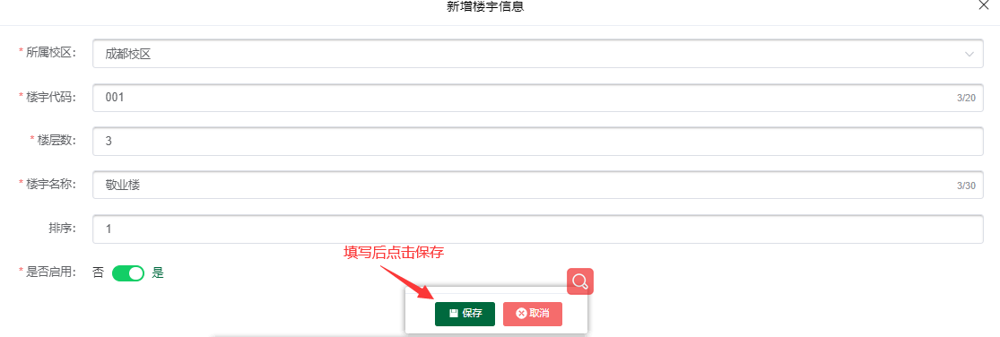 新增楼宇信息
* 所属校区: 成都校区
* 楼宇代码: 001 3/20
* 楼层数: 3
* 楼宇名称: 敬业楼 3/30
排序: 1
填写后点击保存
* 是否启用: 否 是
保存 取消